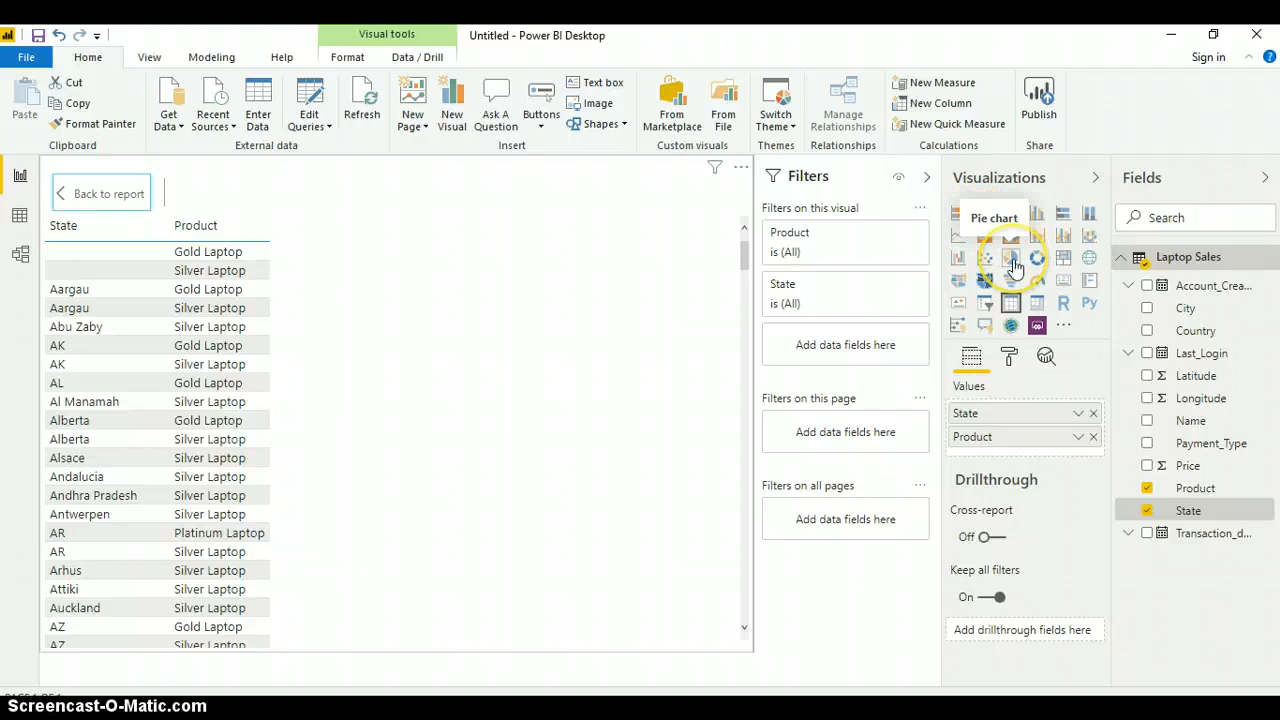 Visual tools
Untitled - Power BI Desktop
File
Home
View
Modeling
Help
Format
Data / Drill
Sign in
Paste
Cut
Copy
Format Painter
Clipboard
Get Data
Recent Sources
Enter Data
Edit Queries
Refresh
External data
New Page
New Visual
Ask A Question
Buttons
Text box
Image
Shapes
Insert
From Marketplace
From File
Custom visuals
Switch Theme
Themes
Manage Relationships
Relationships
New Measure
New Column
New Quick Measure
Calculations
Publish
Share
Back to report
State Product
Gold Laptop
Silver Laptop
Aargau Gold Laptop
Aargau Silver Laptop
Abu Zaby Silver Laptop
AK Gold Laptop
AK Silver Laptop
AL Gold Laptop
Al Manamah Silver Laptop
Alberta Gold Laptop
Alberta Silver Laptop
Alsace Silver Laptop
Andalucia Silver Laptop
Andhra Pradesh Silver Laptop
Antwerpen Silver Laptop
AR Platinum Laptop
AR Silver Laptop
Arhus Silver Laptop
Attiki Silver Laptop
Auckland Silver Laptop
AZ Gold Laptop
AZ Silver Laptop
Filters
Filters on this visual
Product
is (All)
State
is (All)
Add data fields here
Filters on this page
Add data fields here
Filters on all pages
Add data fields here
Visualizations
Pie chart
R
Py
Values
State
Product
Drillthrough
Cross-report
Off
Keep all filters
On
Add drillthrough fields here
Fields
Search
Laptop Sales
Account_Crea...
City
Country
Last_Login
Latitude
Longitude
Name
Payment_Type
Price
Product
State
Transaction_d...
Screencast-O-Matic.com